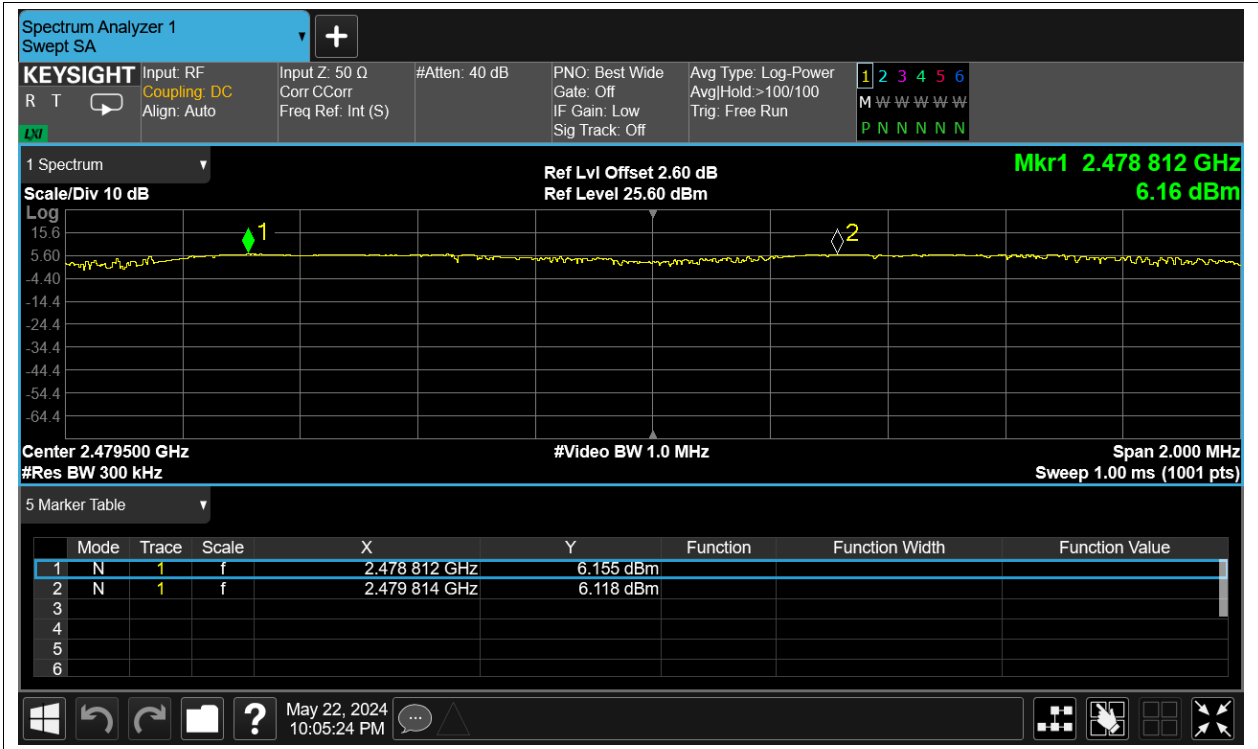 Spectrum Analyzer 1
Swept SA
KEYSIGHT
R T
LXI
Input: RF
Coupling: DC
Align: Auto
Input Z: 50 Ω
Corr CCorr
Freq Ref: Int (S)
#Atten: 40 dB
PNO: Best Wide
Gate: Off
IF Gain: Low
Sig Track: Off
Avg Type: Log-Power
Avg|Hold:>100/100
Trig: Free Run
1 2 3 4 5 6
M W W W W W
P N N N N N
1 Spectrum
Scale/Div 10 dB
Ref Lvl Offset 2.60 dB
Ref Level 25.60 dBm
Mkr1 2.478 812 GHz
6.16 dBm
Log
15.6
5.60
-4.40
-14.4
-24.4
-34.4
-44.4
-54.4
-64.4
1
2
Center 2.479500 GHz
#Res BW 300 kHz
#Video BW 1.0 MHz
Span 2.000 MHz
Sweep 1.00 ms (1001 pts)
5 Marker Table
Mode Trace Scale X Y Function Function Width Function Value
1 N 1 f 2.478 812 GHz 6.155 dBm
2 N 1 f 2.479 814 GHz 6.118 dBm
3
4
5
6
?
May 22, 2024
10:05:24 PM